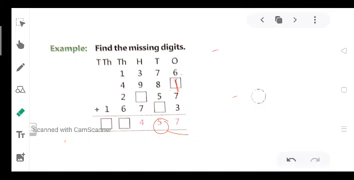 Example: Find the missing digits.
T Th Th H T O
1 3 7 6
4 9 8 1
2 □ 5 7
+ 1 6 7 □ 3
□ □ 4 5 7
Scanned with CamScanner